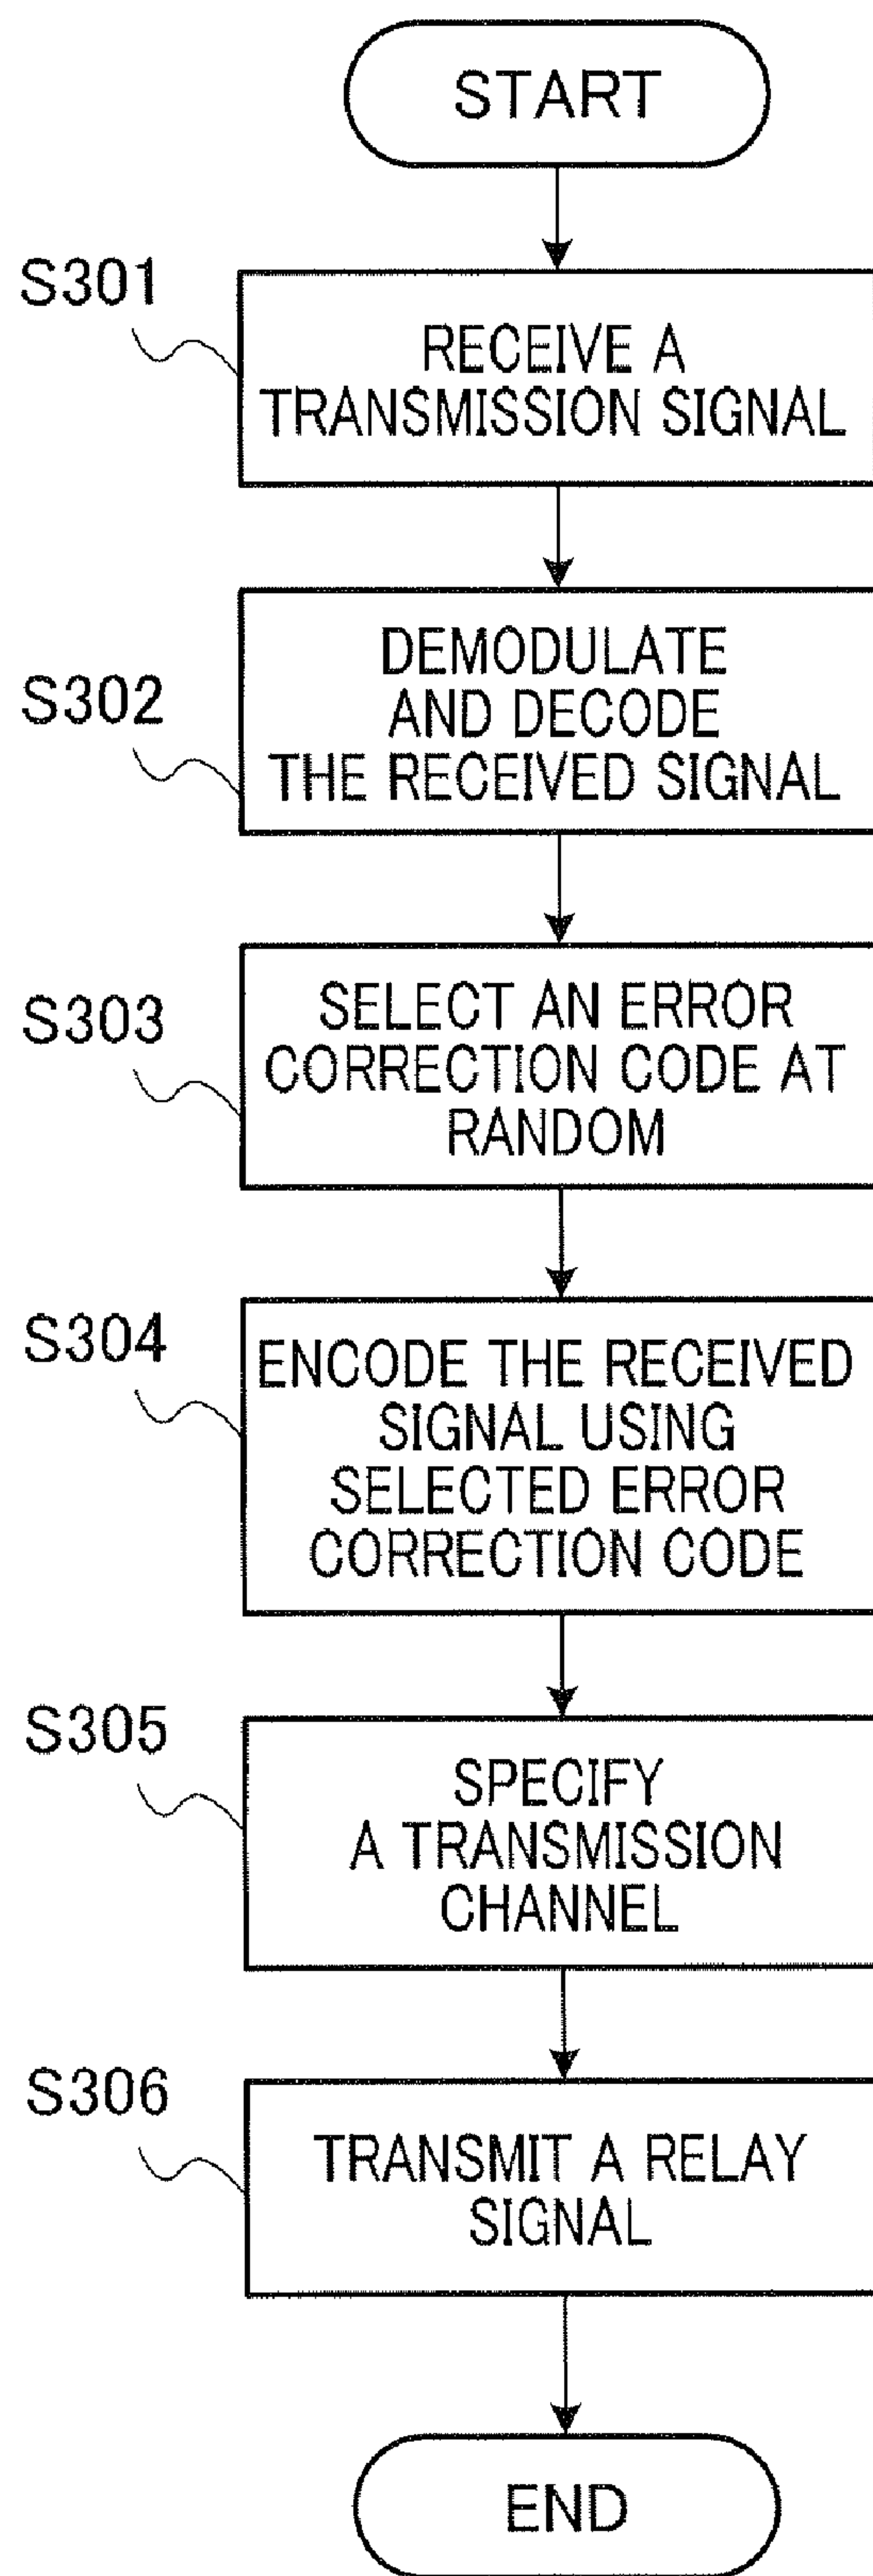 START
S301
RECEIVE A
TRANSMISSION SIGNAL
S302
DEMODULATE
AND DECODE
THE RECEIVED SIGNAL
S303
SELECT AN ERROR
CORRECTION CODE AT
RANDOM
S304
ENCODE THE RECEIVED
SIGNAL USING
SELECTED ERROR
CORRECTION CODE
S305
SPECIFY
A TRANSMISSION
CHANNEL
S306
TRANSMIT A RELAY
SIGNAL
END